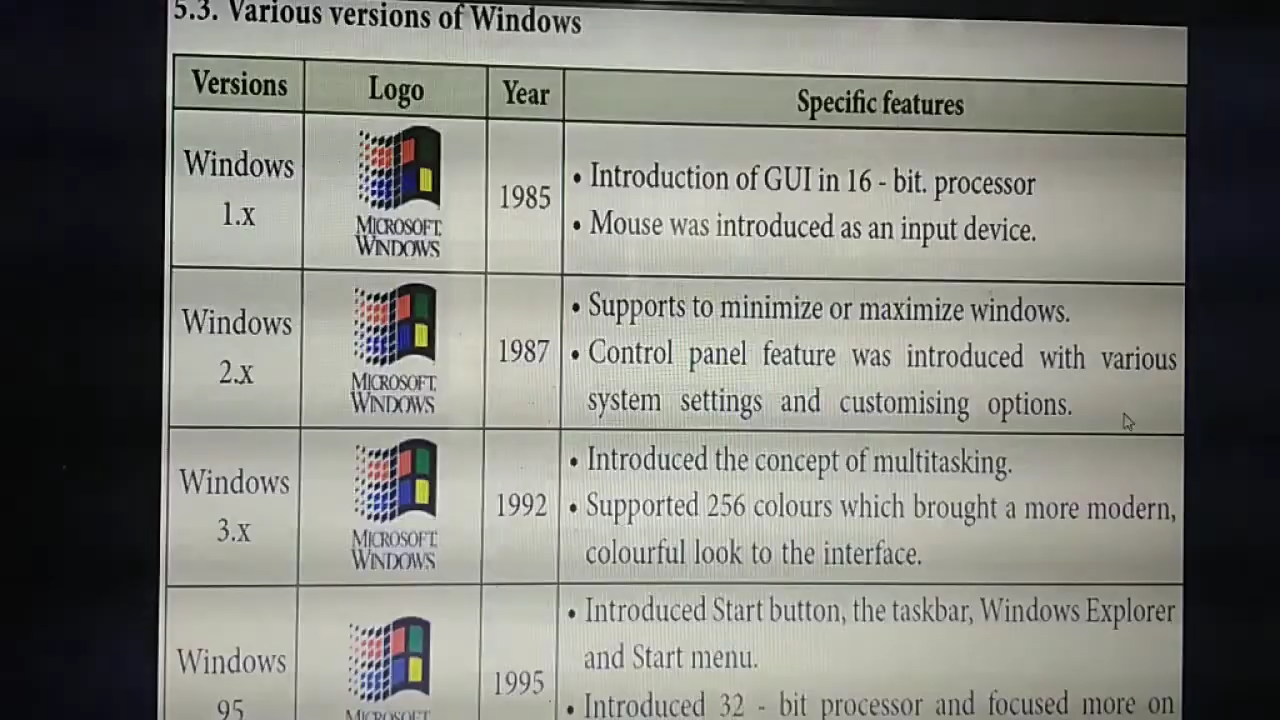 5.3. Various versions of Windows
Versions Logo Year Specific features
Windows
1.x
MICROSOFT
WINDOWS
1985
• Introduction of GUI in 16 - bit. processor
• Mouse was introduced as an input device.
Windows
2.x
MICROSOFT
WINDOWS
1987
• Supports to minimize or maximize windows.
• Control panel feature was introduced with various
system settings and customising options.
Windows
3.x
MICROSOFT
WINDOWS
1992
• Introduced the concept of multitasking.
• Supported 256 colours which brought a more modern,
colourful look to the interface.
Windows
95
MICROSOFT
1995
• Introduced Start button, the taskbar, Windows Explorer
and Start menu.
• Introduced 32 - bit processor and focused more on